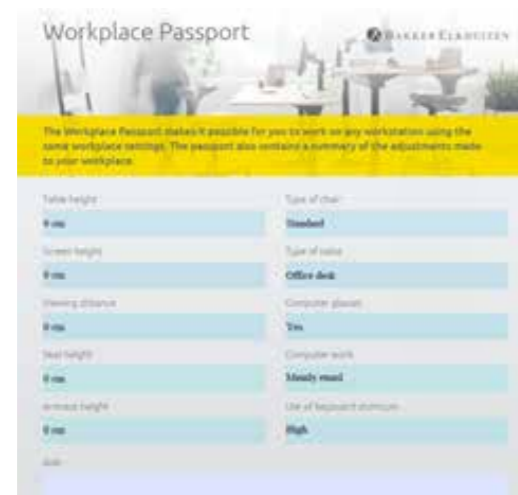 Workplace Passport
BAKKER ELKHUIZEN
The Workplace Passport makes it possible for you to work on any workstation using the
same workplace settings. The passport also contains a summary of the adjustments made
to your workplace.
Table height
Type of chair
0 cm
Standard
Screen height
Type of table
0 cm
Office desk
Viewing distance
Computer glasses
0 cm
Yes
Seat height
Computer work
0 cm
Mostly email
Armrest height
Use of keyboard shortcuts
0 cm
High